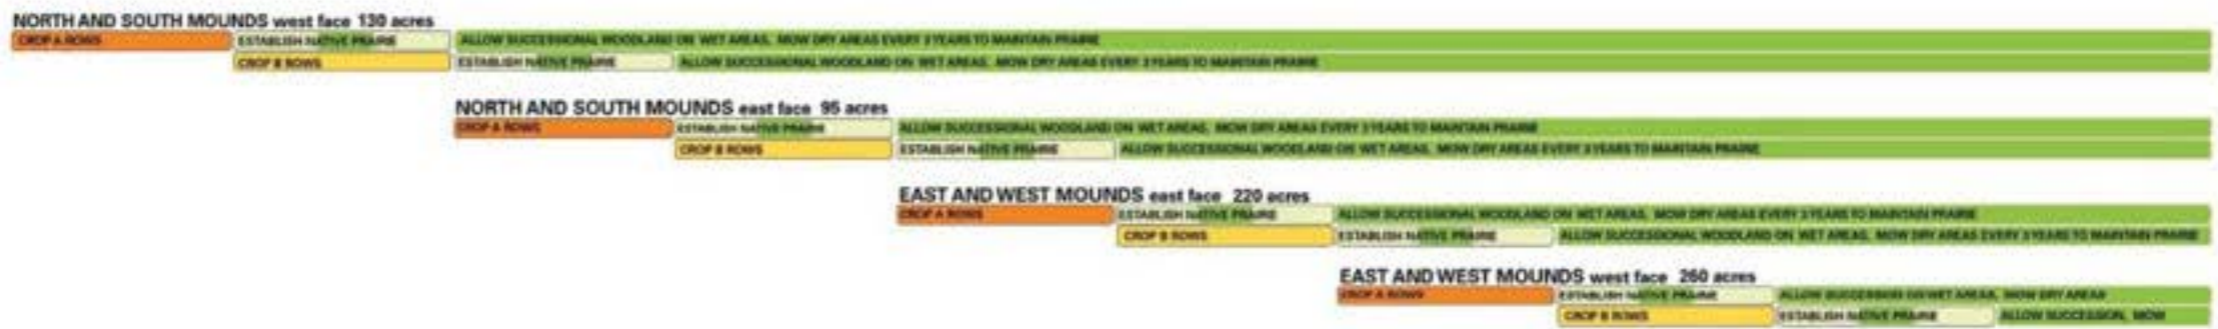 NORTH AND SOUTH MOUNDS west face 130 acres
CROP A ROWS ESTABLISH NATIVE PRAIRIE ALLOW SUCCESSIONAL WOODLAND ON WET AREAS. MOW DRY AREAS EVERY 3 YEARS TO MAINTAIN PRAIRIE
CROP B ROWS ESTABLISH NATIVE PRAIRIE ALLOW SUCCESSIONAL WOODLAND ON WET AREAS. MOW DRY AREAS EVERY 3 YEARS TO MAINTAIN PRAIRIE
NORTH AND SOUTH MOUNDS east face 95 acres
CROP A ROWS ESTABLISH NATIVE PRAIRIE ALLOW SUCCESSIONAL WOODLAND ON WET AREAS. MOW DRY AREAS EVERY 3 YEARS TO MAINTAIN PRAIRIE
CROP B ROWS ESTABLISH NATIVE PRAIRIE ALLOW SUCCESSIONAL WOODLAND ON WET AREAS. MOW DRY AREAS EVERY 3 YEARS TO MAINTAIN PRAIRIE
EAST AND WEST MOUNDS east face 220 acres
CROP A ROWS ESTABLISH NATIVE PRAIRIE ALLOW SUCCESSIONAL WOODLAND ON WET AREAS. MOW DRY AREAS EVERY 3 YEARS TO MAINTAIN PRAIRIE
CROP B ROWS ESTABLISH NATIVE PRAIRIE ALLOW SUCCESSIONAL WOODLAND ON WET AREAS. MOW DRY AREAS EVERY 3 YEARS TO MAINTAIN PRAIRIE
EAST AND WEST MOUNDS west face 260 acres
CROP A ROWS ESTABLISH NATIVE PRAIRIE ALLOW SUCCESSION ON WET AREAS. MOW DRY AREAS
CROP B ROWS ESTABLISH NATIVE PRAIRIE ALLOW SUCCESSION. MOW